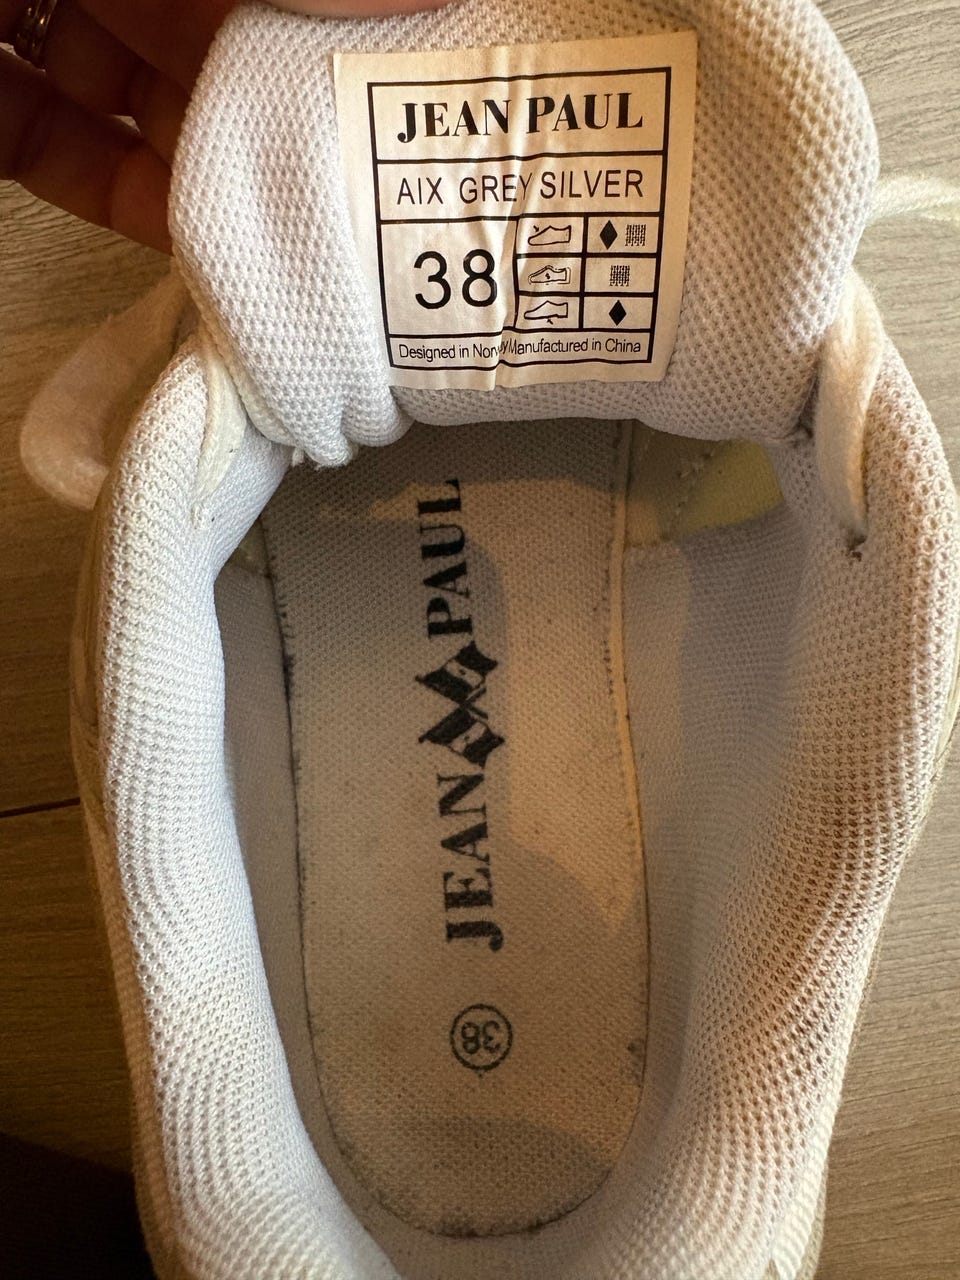 JEAN PAUL
AIX GREY SILVER
38
Designed in Norway Manufactured in China
JEAN PAUL
38